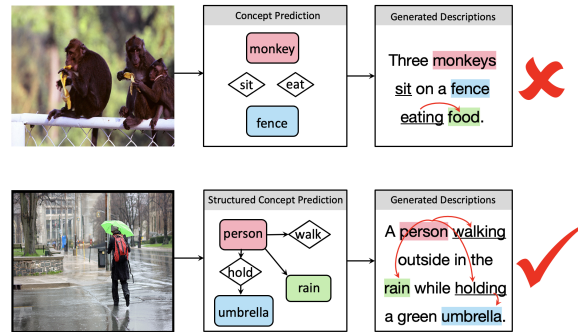 Concept Prediction
monkey
sit
eat
fence
Generated Descriptions
Three monkeys
sit on a fence
eating food.
Structured Concept Prediction
person
walk
hold
rain
umbrella
Generated Descriptions
A person walking
outside in the
rain while holding
a green umbrella.